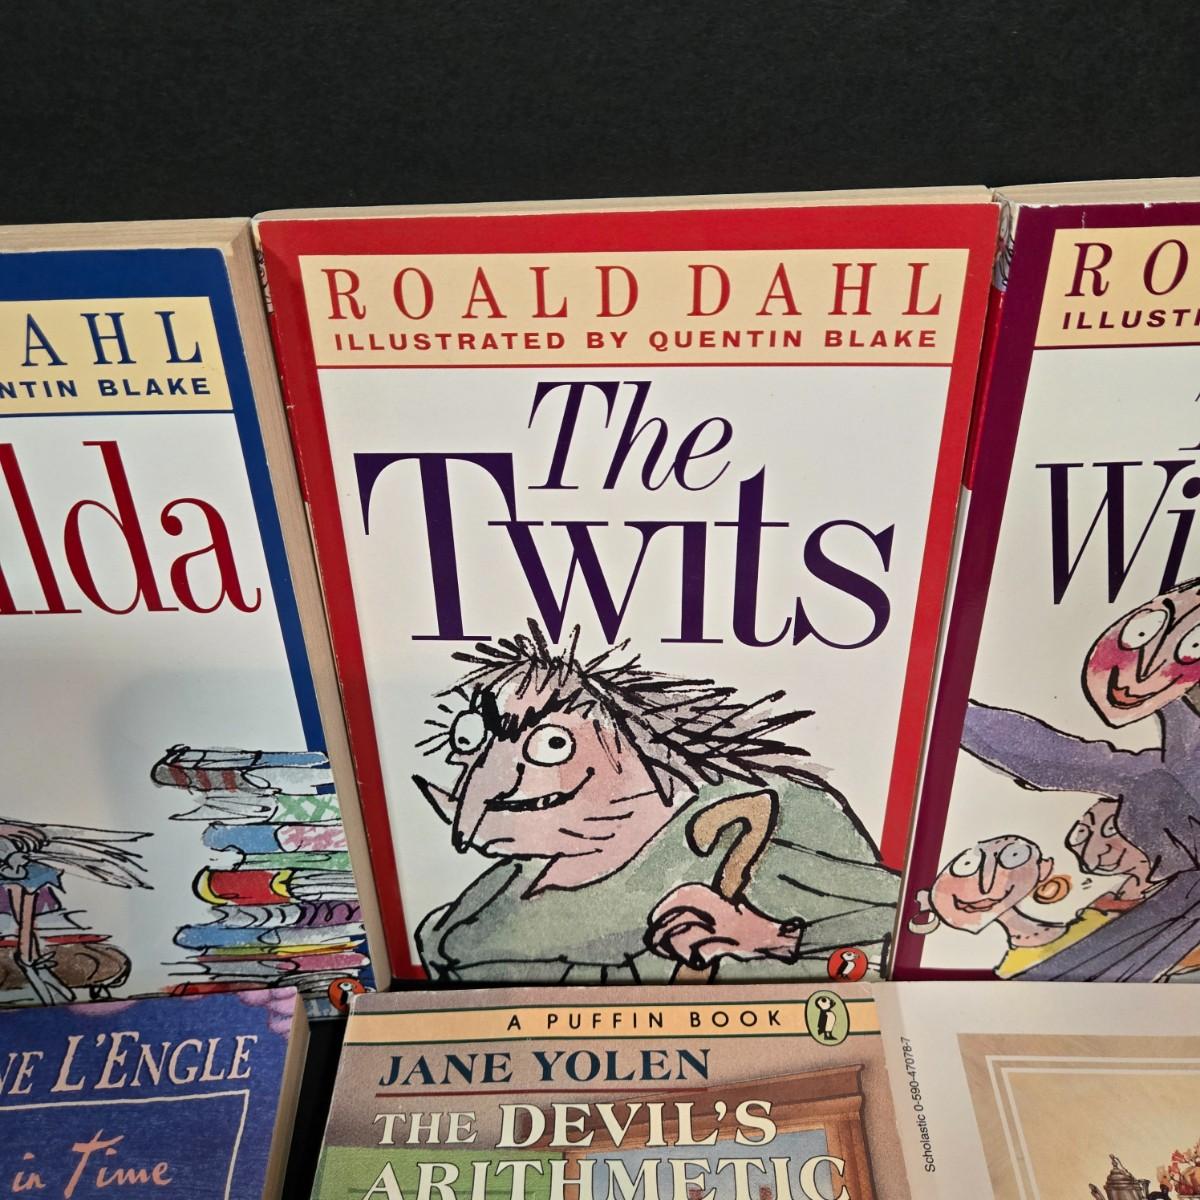 AHL
NTIN BLAKE
ilda
ROALD DAHL
ILLUSTRATED BY QUENTIN BLAKE
The
Twits
RO
ILLUST
Wi
NE L'ENGLE
in Time
A PUFFIN BOOK
JANE YOLEN
THE DEVIL'S
ARITHMETIC
Scholastic 0-590-47078-7